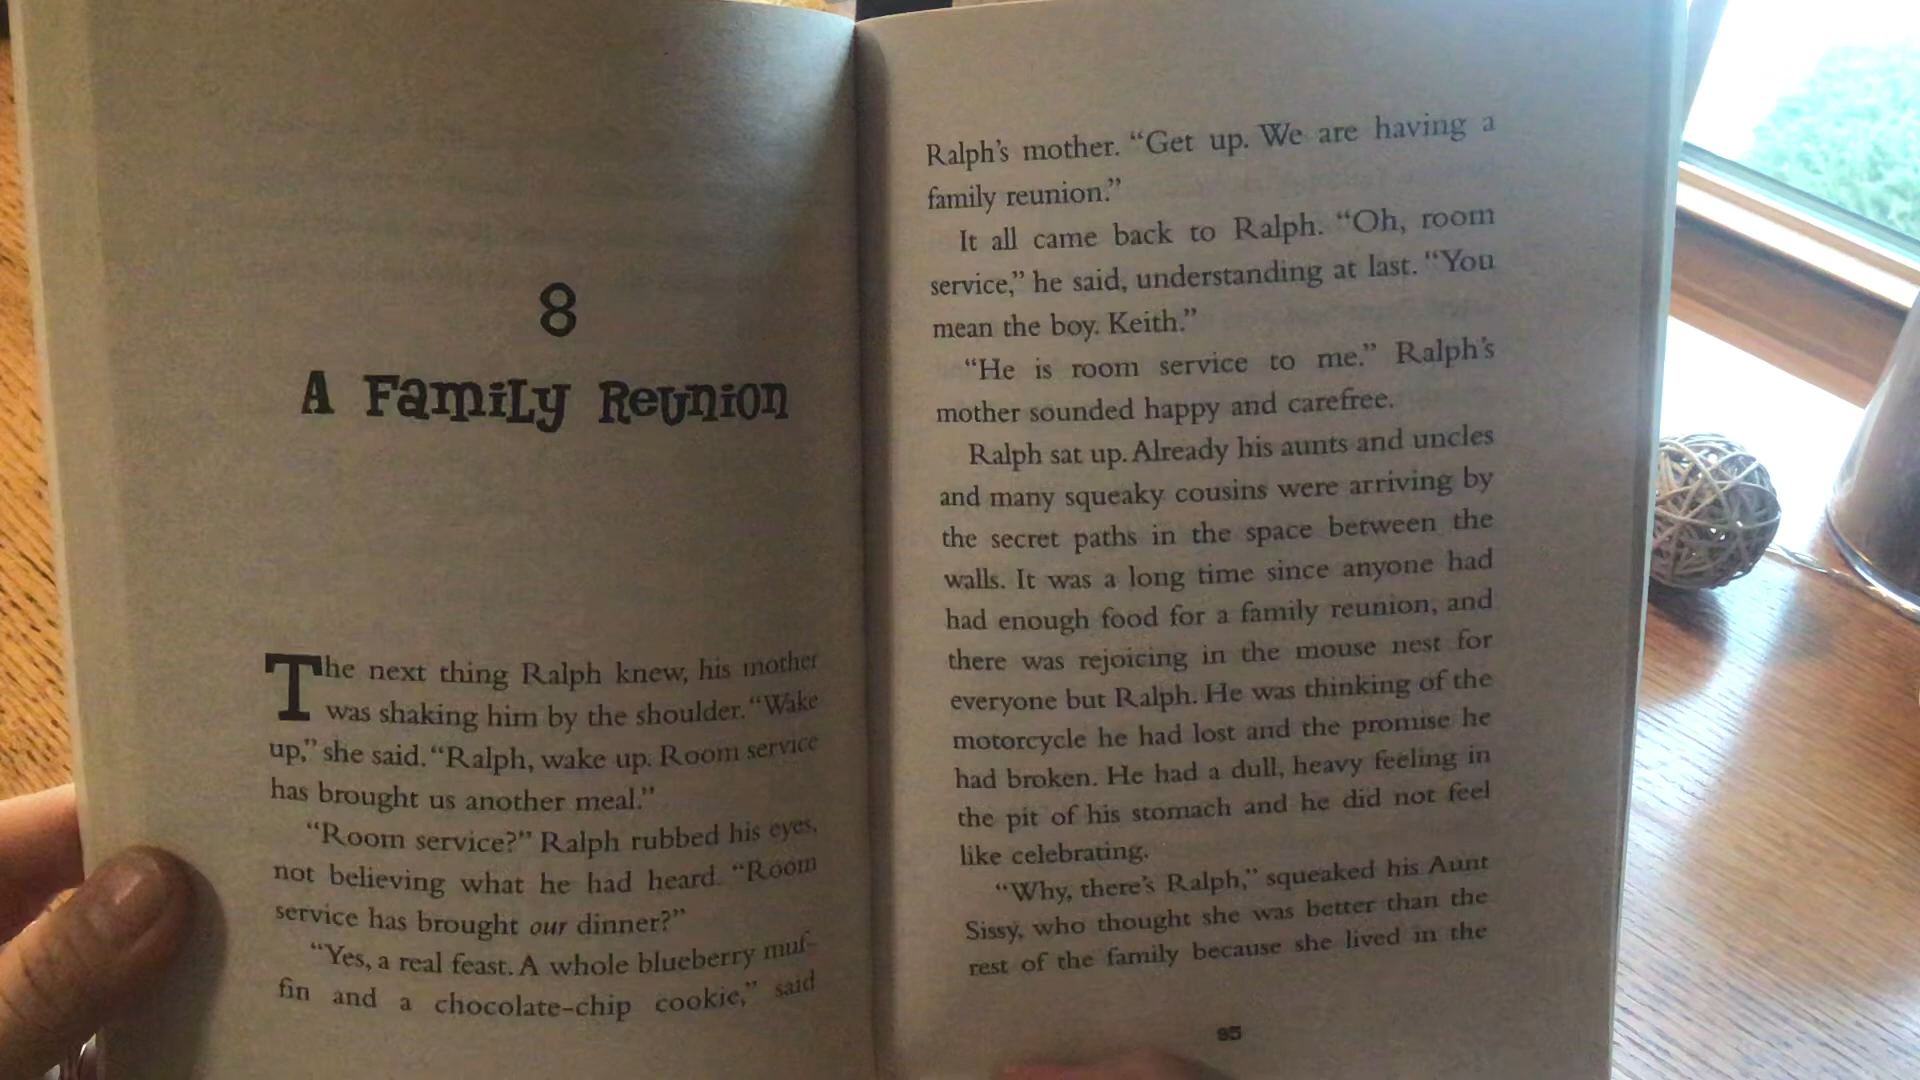 8
A Family Reunion
The next thing Ralph knew, his mother
was shaking him by the shoulder. “Wake
up,” she said. “Ralph, wake up. Room service
has brought us another meal.”
“Room service?” Ralph rubbed his eyes,
not believing what he had heard. “Room
service has brought our dinner?”
“Yes, a real feast. A whole blueberry muf-
fin and a chocolate-chip cookie,” said
Ralph’s mother. “Get up. We are having a
family reunion.”
It all came back to Ralph. “Oh, room
service,” he said, understanding at last. “You
mean the boy. Keith.”
“He is room service to me.” Ralph’s
mother sounded happy and carefree.
Ralph sat up. Already his aunts and uncles
and many squeaky cousins were arriving by
the secret paths in the space between the
walls. It was a long time since anyone had
had enough food for a family reunion, and
there was rejoicing in the mouse nest for
everyone but Ralph. He was thinking of the
motorcycle he had lost and the promise he
had broken. He had a dull, heavy feeling in
the pit of his stomach and he did not feel
like celebrating.
“Why, there’s Ralph,” squeaked his Aunt
Sissy, who thought she was better than the
rest of the family because she lived in the
95